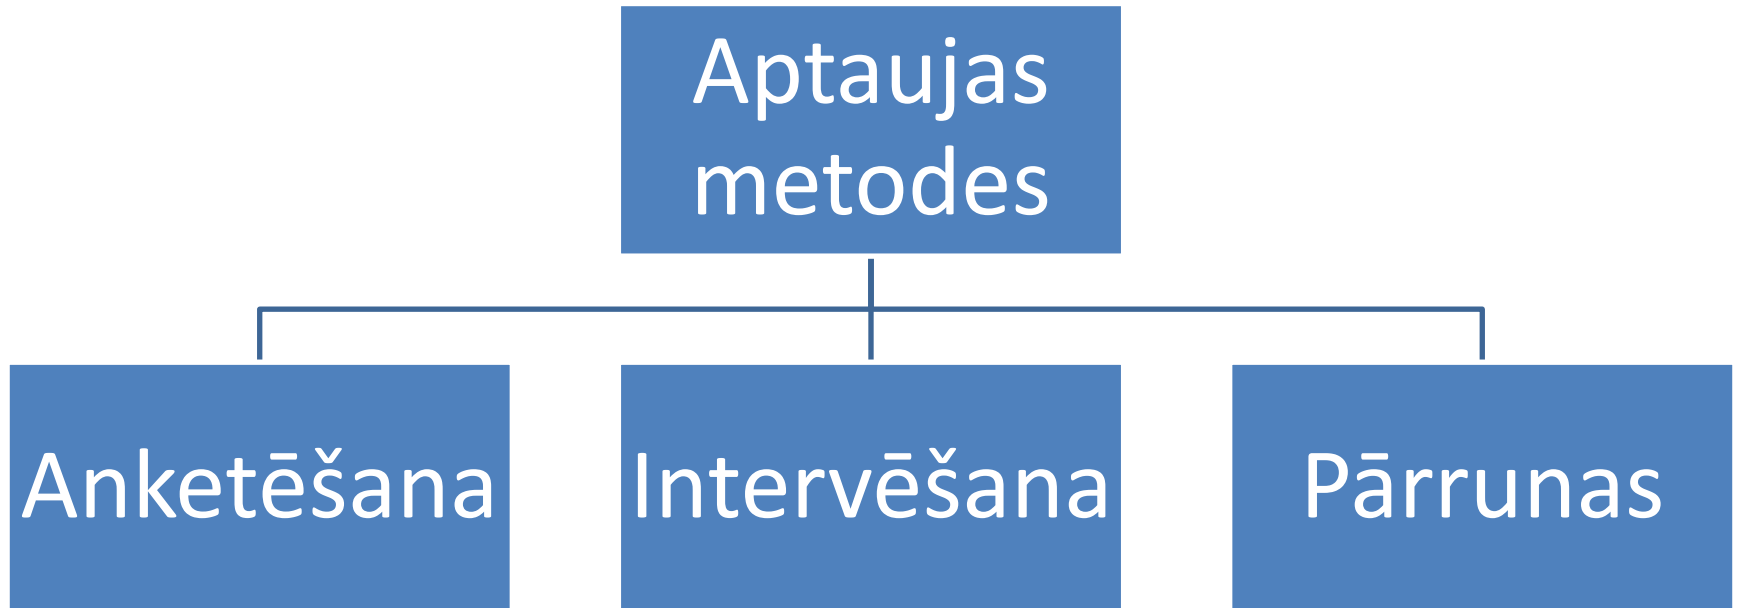 Aptaujas
metodes
Anketēšana
Intervēšana
Pārrunas